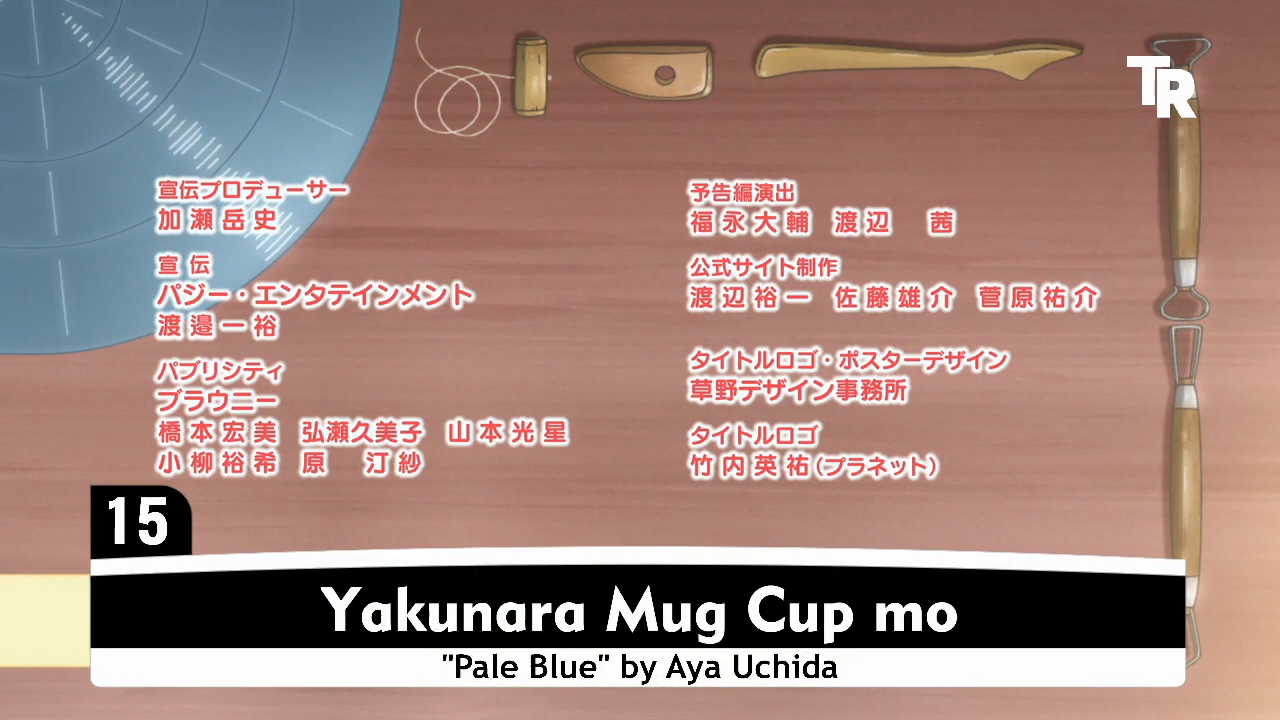 TR
宣伝プロデューサー
加瀬岳史
宣伝
パジー・エンタテインメント
渡邉一裕
パブリシティ
ブラウニー
橋本宏美 弘瀬久美子 山本光星
小柳裕希 原 汀紗
予告編演出
福永大輔 渡辺 茜
公式サイト制作
渡辺裕一 佐藤雄介 菅原祐介
タイトルロゴ・ポスターデザイン
草野デザイン事務所
タイトルロゴ
竹内英祐(プラネット)
15
Yakunara Mug Cup mo
"Pale Blue" by Aya Uchida